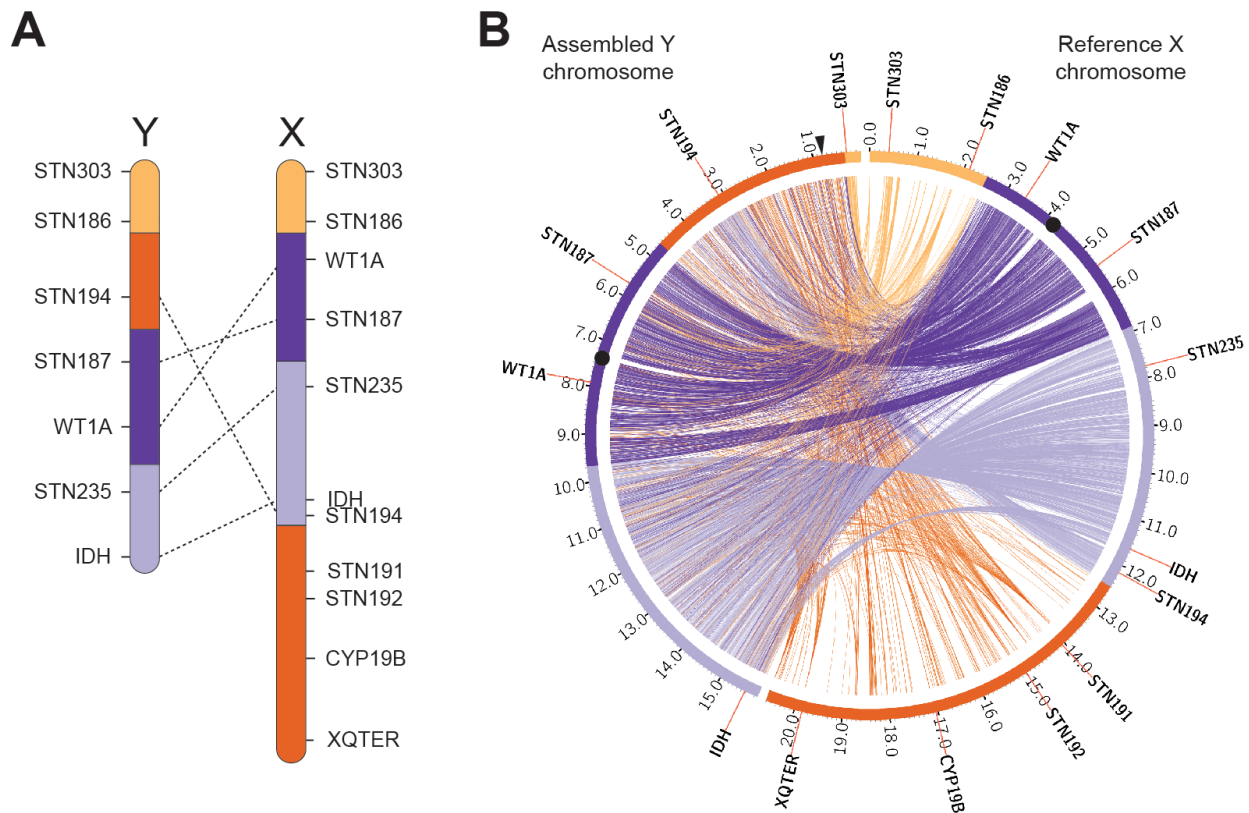 A
Y
X
STN303
STN186
STN194
STN187
WT1A
STN235
IDH
STN303
STN186
WT1A
STN187
STN235
IDH
STN194
STN191
STN192
CYP19B
XQTER
B
Assembled Y
chromosome
Reference X
chromosome
STN303
STN194
STN187
WT1A
IDH
1.0
2.0
3.0
4.0
5.0
6.0
7.0
8.0
9.0
10.0
11.0
12.0
13.0
14.0
15.0
STN303
STN186
WT1A
STN187
STN235
IDH
STN194
STN191
STN192
CYP19B
XQTER
0.0
1.0
2.0
3.0
4.0
5.0
6.0
7.0
8.0
9.0
10.0
11.0
12.0
13.0
14.0
15.0
16.0
17.0
18.0
19.0
20.0